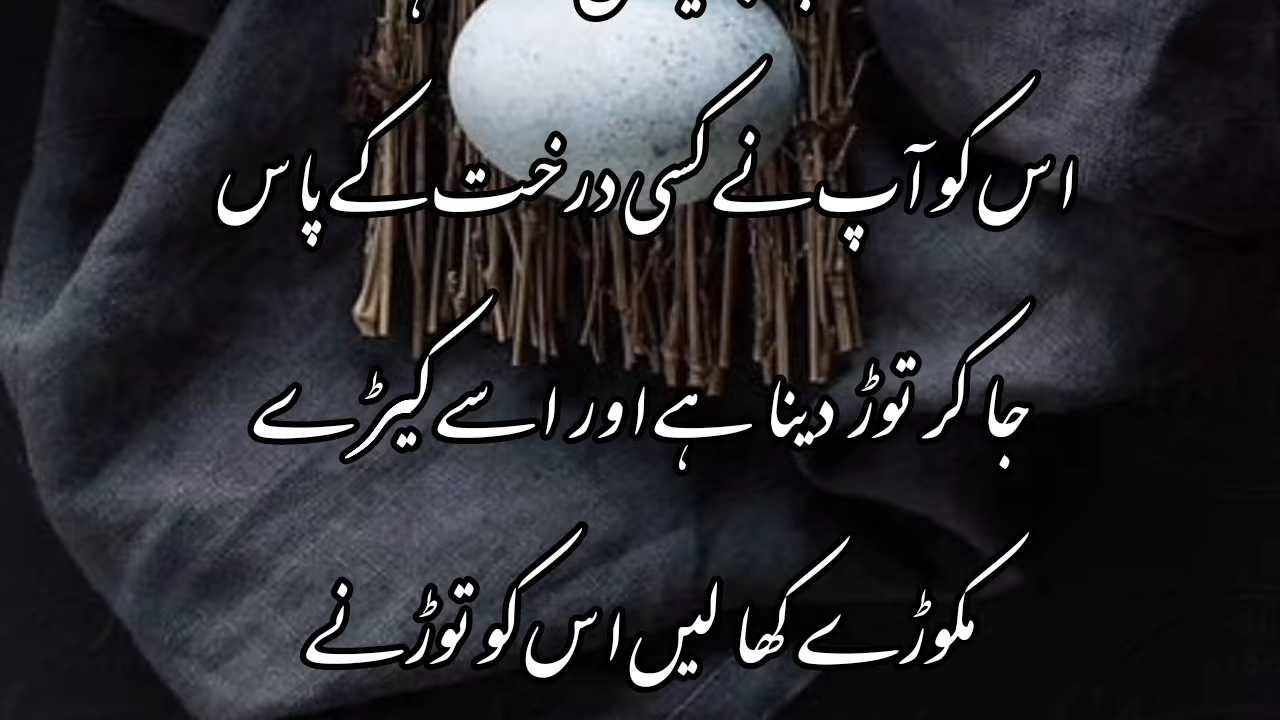 اس کو آپ نے کسی درخت کے پاس
جا کر توڑ دینا ہے اور اسے کیڑے
مکوڑے کھا لیں اس کو توڑنے